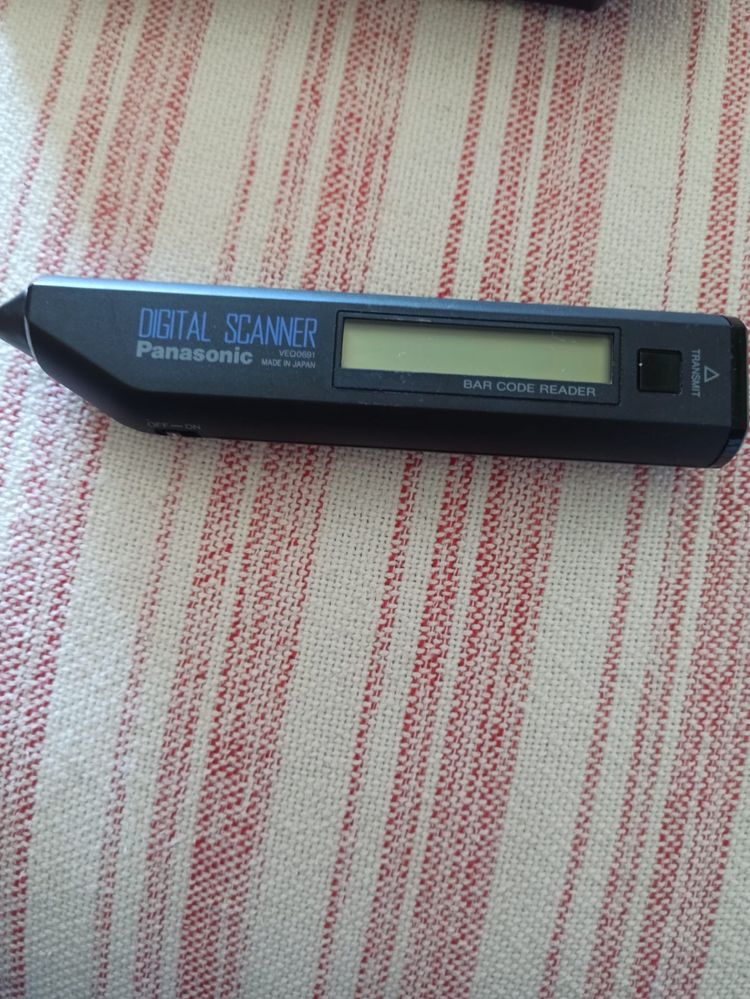 DIGITAL SCANNER
Panasonic VEQ0691
MADE IN JAPAN
BAR CODE READER
TRANSMIT
OFF — ON